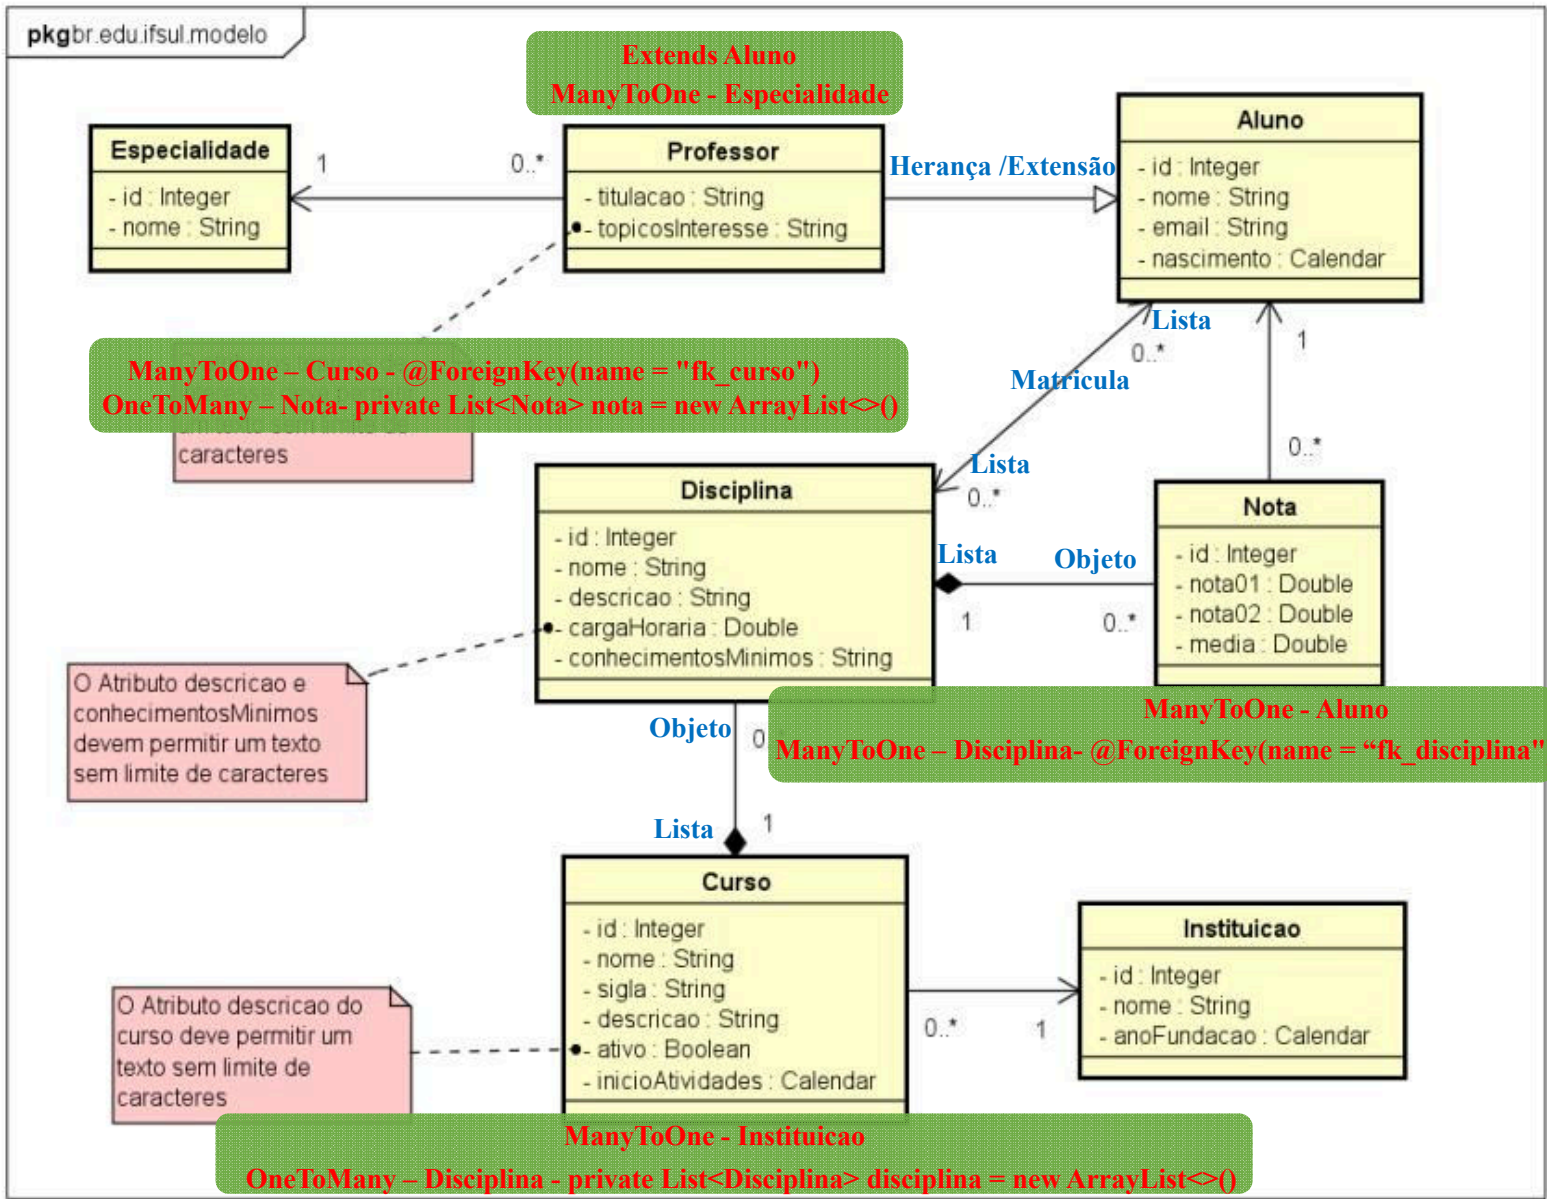 pkgbr.edu.ifsul.modelo
Extends Aluno
ManyToOne - Especialidade
Especialidade
- id : Integer
- nome : String
1
0..*
Professor
- titulacao : String
- topicosInteresse : String
Herança /Extensão
Aluno
- id : Integer
- nome : String
- email : String
- nascimento : Calendar
Lista
0..*
1
Matricula
ManyToOne – Curso - @ForeignKey(name = "fk_curso")
OneToMany – Nota- private List<Nota> nota = new ArrayList<>()
caracteres
Lista
0..*
0..*
Disciplina
- id : Integer
- nome : String
- descricao : String
- cargaHoraria : Double
- conhecimentosMinimos : String
Lista
Objeto
1
0..*
Nota
- id : Integer
- nota01 : Double
- nota02 : Double
- media : Double
O Atributo descricao e
conhecimentosMinimos
devem permitir um texto
sem limite de caracteres
ManyToOne - Aluno
ManyToOne – Disciplina- @ForeignKey(name = “fk_disciplina"
Objeto
0
Lista
1
Curso
- id : Integer
- nome : String
- sigla : String
- descricao : String
- ativo : Boolean
- inicioAtividades : Calendar
0..*
1
Instituicao
- id : Integer
- nome : String
- anoFundacao : Calendar
O Atributo descricao do
curso deve permitir um
texto sem limite de
caracteres
ManyToOne - Instituicao
OneToMany – Disciplina - private List<Disciplina> disciplina = new ArrayList<>()